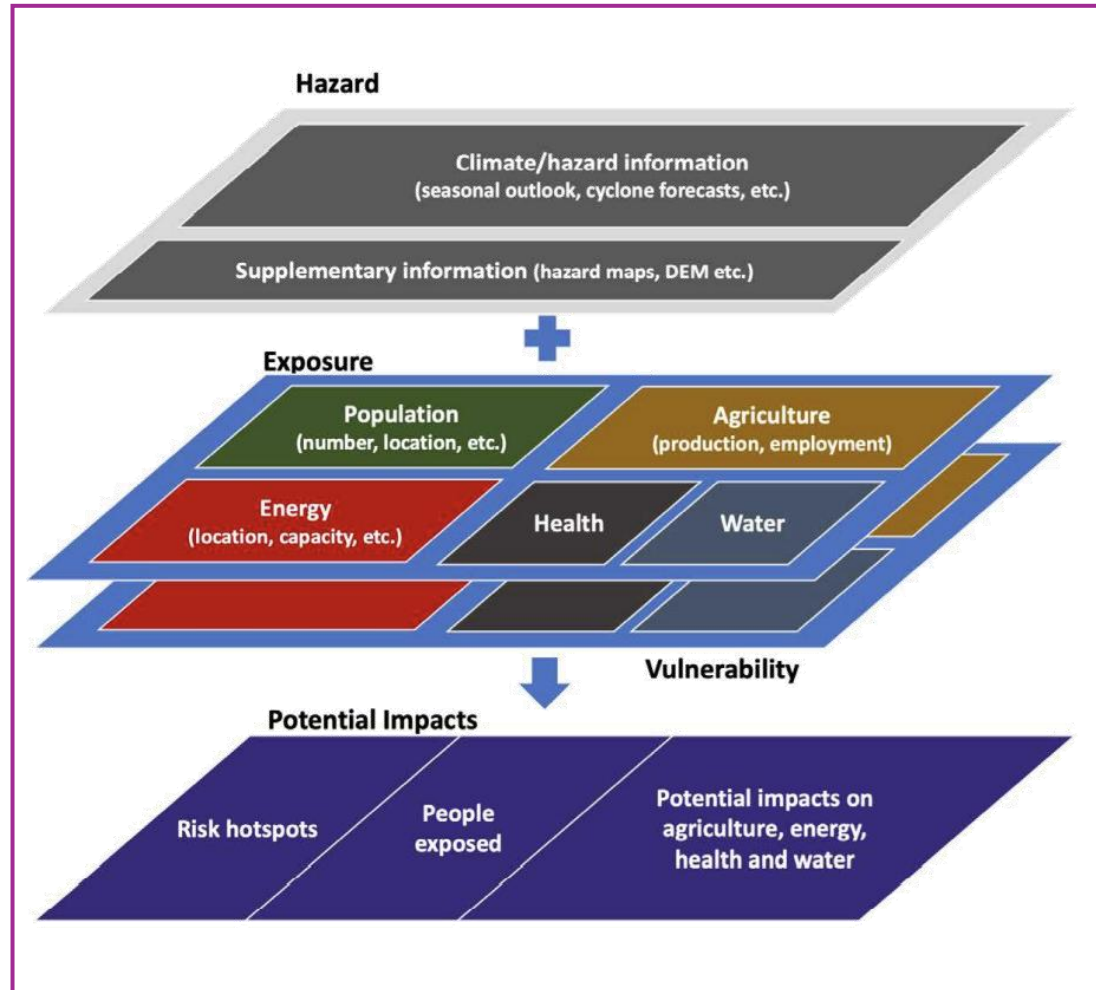 Hazard
Climate/hazard information
(seasonal outlook, cyclone forecasts, etc.)
Supplementary information (hazard maps, DEM etc.)
Exposure
Population
(number, location, etc.)
Agriculture
(production, employment)
Energy
(location, capacity, etc.)
Health
Water
Vulnerability
Potential Impacts
Risk hotspots
People
exposed
Potential impacts on
agriculture, energy,
health and water